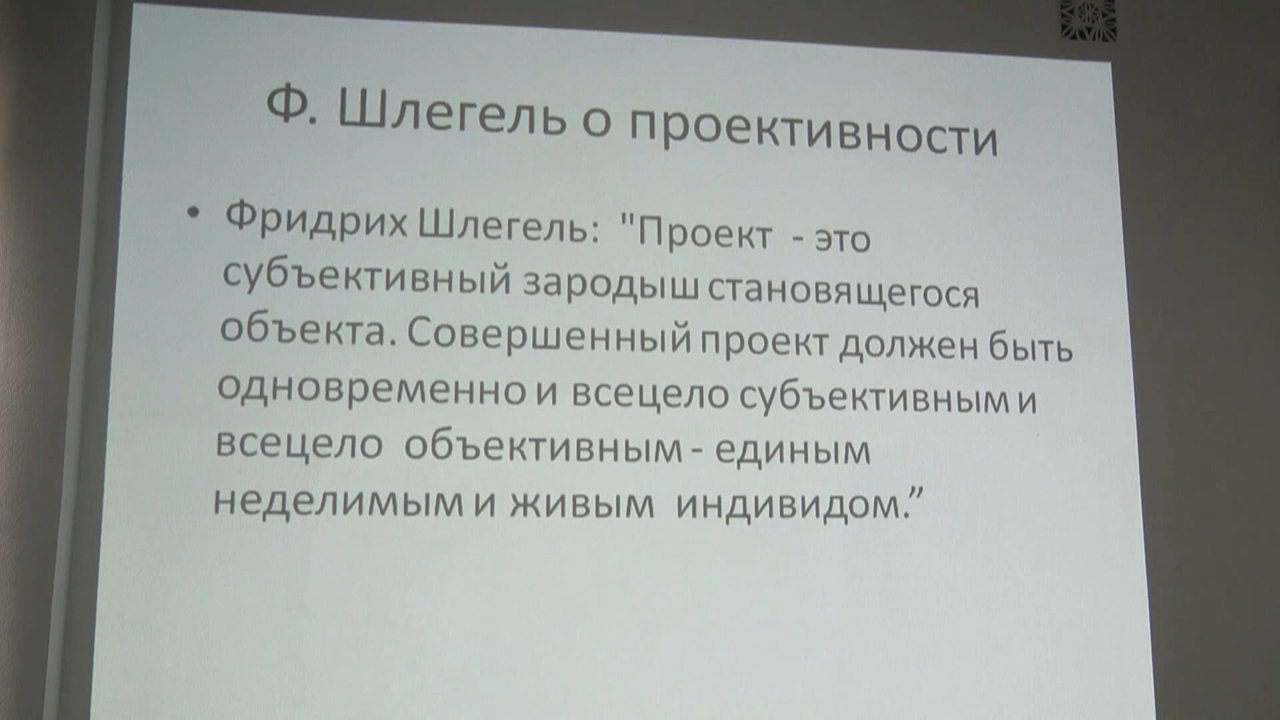 Ф. Шлегель о проективности
• Фридрих Шлегель:  "Проект  - это
субъективный зародыш становящегося
объекта. Совершенный проект должен быть
одновременно и всецело субъективным и
всецело  объективным - единым
неделимым и живым  индивидом.”